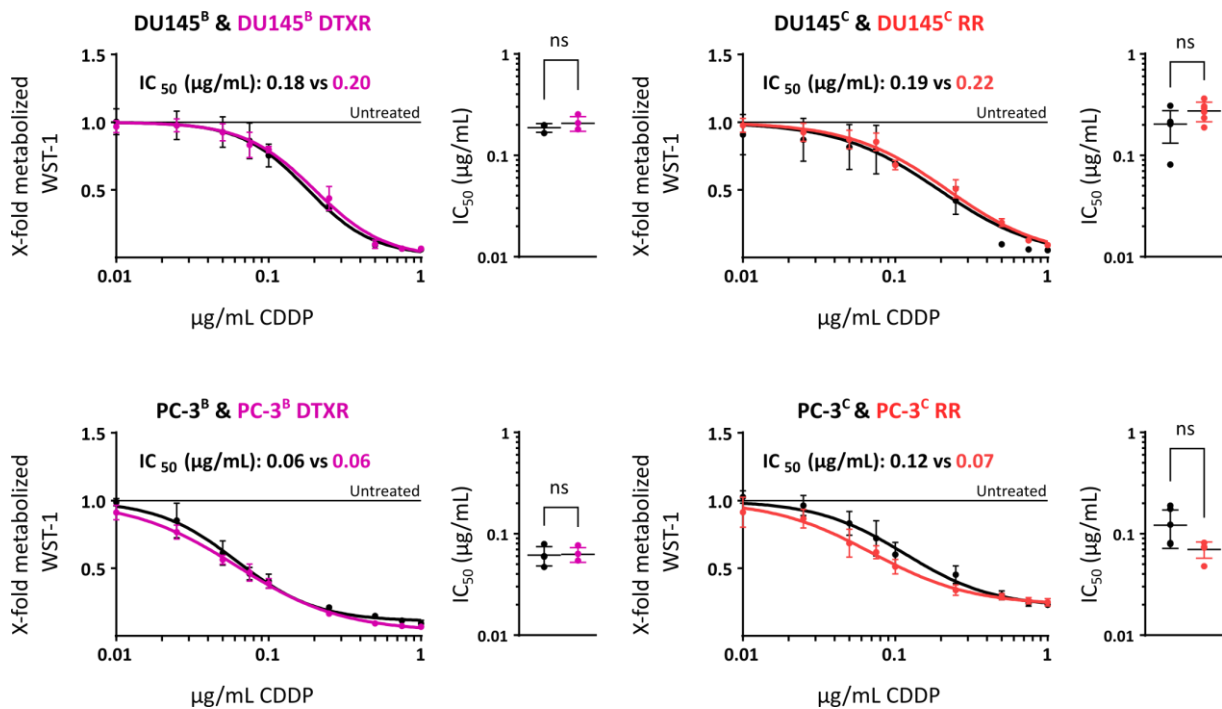 DU145ᴮ & DU145ᴮ DTXR
X-fold metabolized
WST-1
1.5
1.0
0.5
IC 50 (µg/mL): 0.18 vs 0.20
Untreated
0.01
0.1
1
µg/mL CDDP
IC50 (µg/mL)
1
0.1
0.01
ns
DU145ᶜ & DU145ᶜ RR
X-fold metabolized
WST-1
1.5
1.0
0.5
IC 50 (µg/mL): 0.19 vs 0.22
Untreated
0.01
0.1
1
µg/mL CDDP
IC50 (µg/mL)
1
0.1
0.01
ns
PC-3ᴮ & PC-3ᴮ DTXR
X-fold metabolized
WST-1
1.5
1.0
0.5
IC 50 (µg/mL): 0.06 vs 0.06
Untreated
0.01
0.1
1
µg/mL CDDP
IC50 (µg/mL)
1
0.1
0.01
ns
PC-3ᶜ & PC-3ᶜ RR
X-fold metabolized
WST-1
1.5
1.0
0.5
IC 50 (µg/mL): 0.12 vs 0.07
Untreated
0.01
0.1
1
µg/mL CDDP
IC50 (µg/mL)
1
0.1
0.01
ns